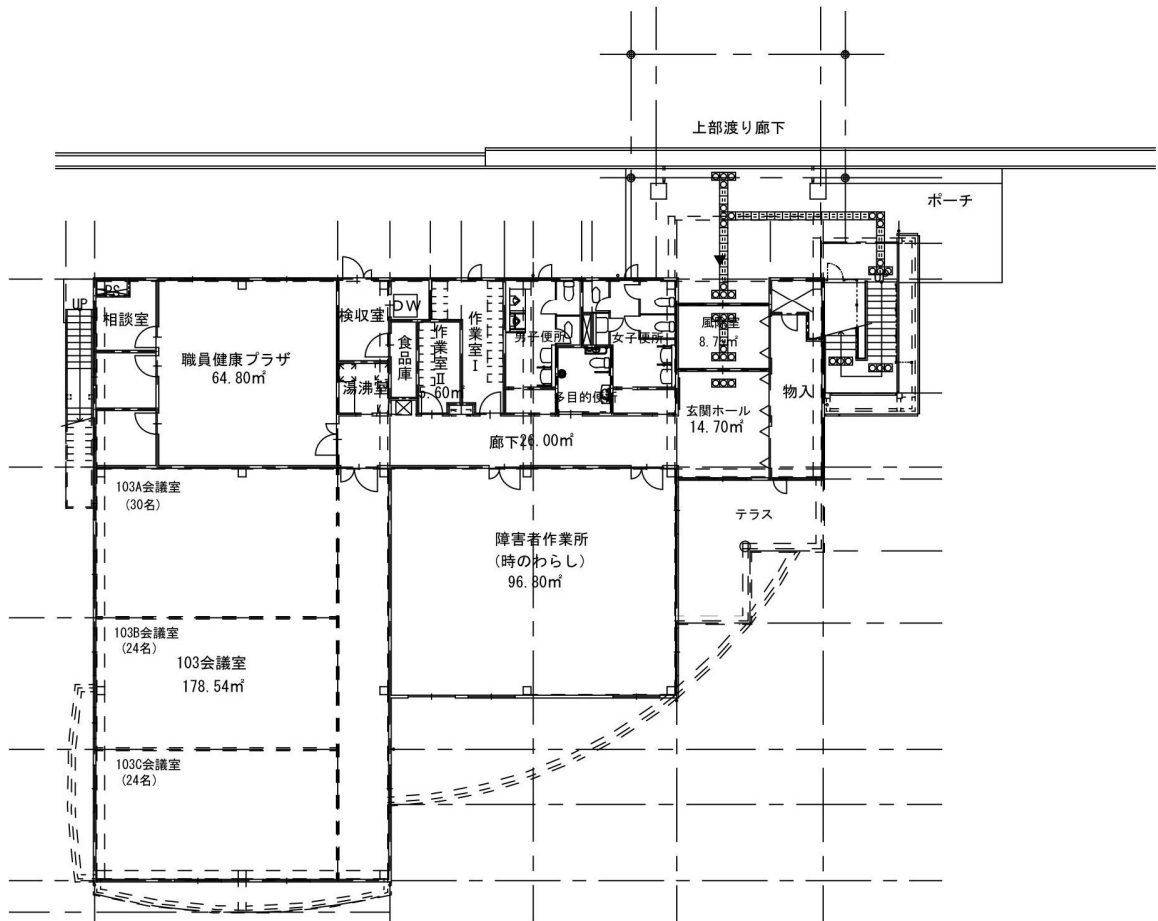 上部渡り廊下
ポーチ
UP
PS
相談室
職員健康プラザ
64.80㎡
検収室
DW
食品庫
湯沸室
作業室Ⅱ
5.60㎡
作業室Ⅰ
男子便所
女子便所
多目的便所
風除室
8.75㎡
玄関ホール
14.70㎡
物入
廊下26.00㎡
103A会議室
(30名)
103B会議室
(24名)
103会議室
178.54㎡
103C会議室
(24名)
障害者作業所
(時のわらし)
96.80㎡
テラス